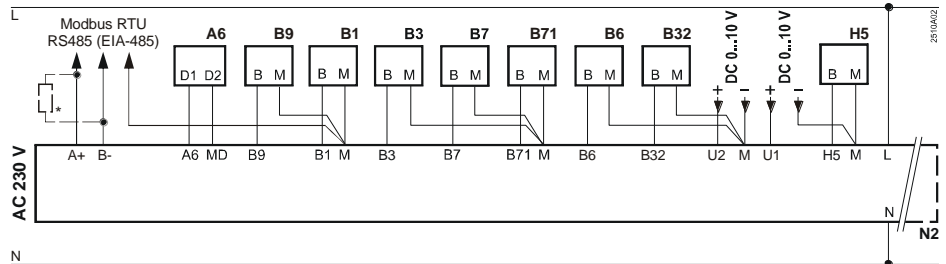 L
Modbus RTU
RS485 (EIA-485)
A6 B9 B1 B3 B7 B71 B6 B32 H5
DC 0...10 V
DC 0...10 V
2510A02
D1 D2 B M B M B M B M B M B M B M B M
+ - + -
*
A+ B- A6 MD B9 B1 M B3 B7 B71 M B6 B32 U2 M U1 H5 M L
AC 230 V
N
N2
N